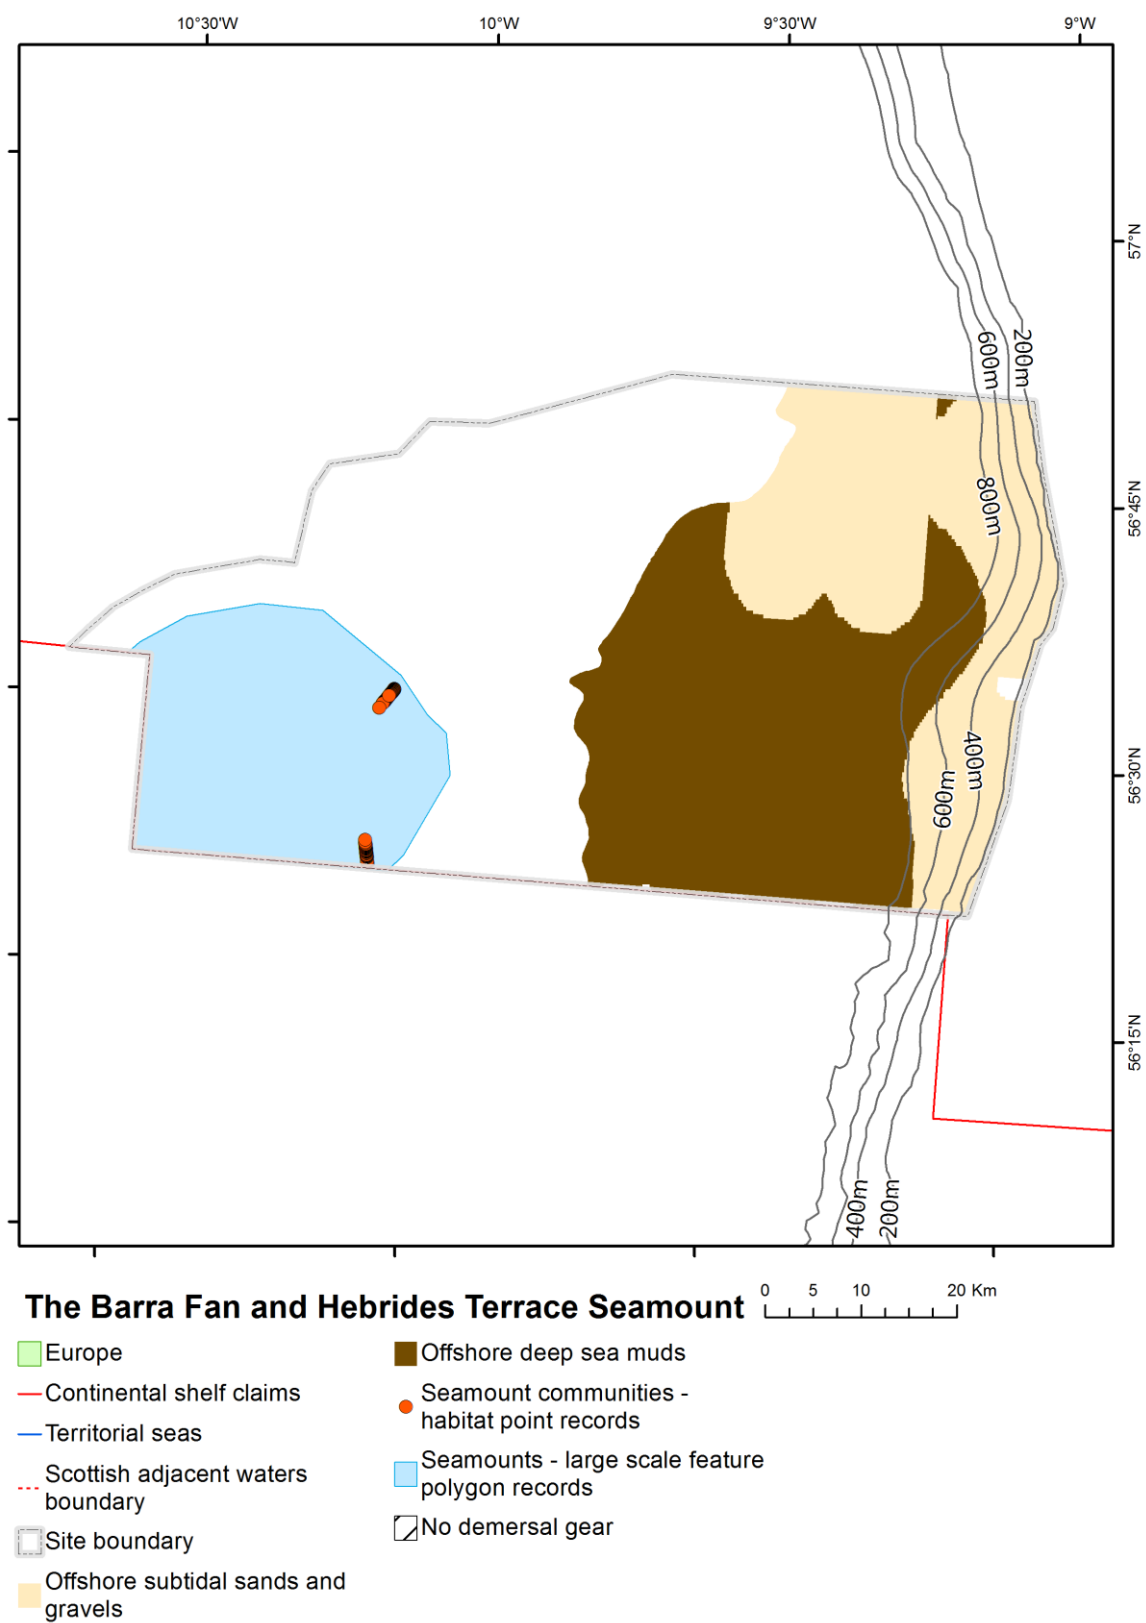 10°30'W
10°W
9°30'W
9°W
57°N
56°45'N
56°30'N
56°15'N
200m
600m
800m
400m
600m
400m
200m
The Barra Fan and Hebrides Terrace Seamount
0 5 10 20 Km
Europe
Continental shelf claims
Territorial seas
Scottish adjacent waters
boundary
Site boundary
Offshore subtidal sands and
gravels
Offshore deep sea muds
Seamount communities -
habitat point records
Seamounts - large scale feature
polygon records
No demersal gear